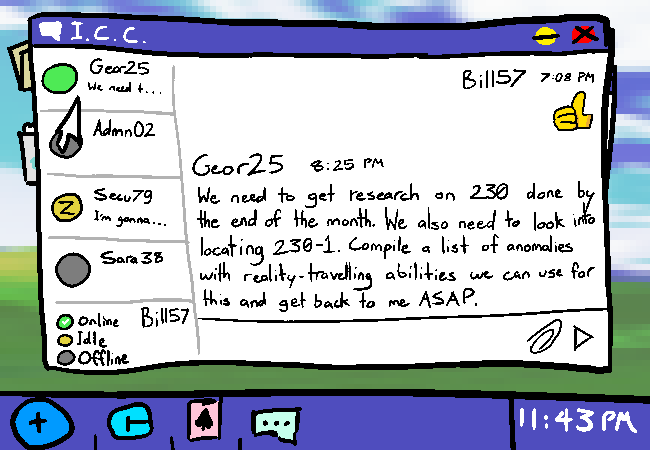 I.C.C.
Geor25
We need t...
Admn02
Secu79
I'm gonna...
Sara38
Online
Bill57
Idle
Offline
Bill57 7:08 PM
Geor25 8:25 PM
We need to get research on 230 done by
the end of the month. We also need to look into
locating 230-1. Compile a list of anomalies
with reality-travelling abilities we can use for
this and get back to me ASAP.
11:43 PM